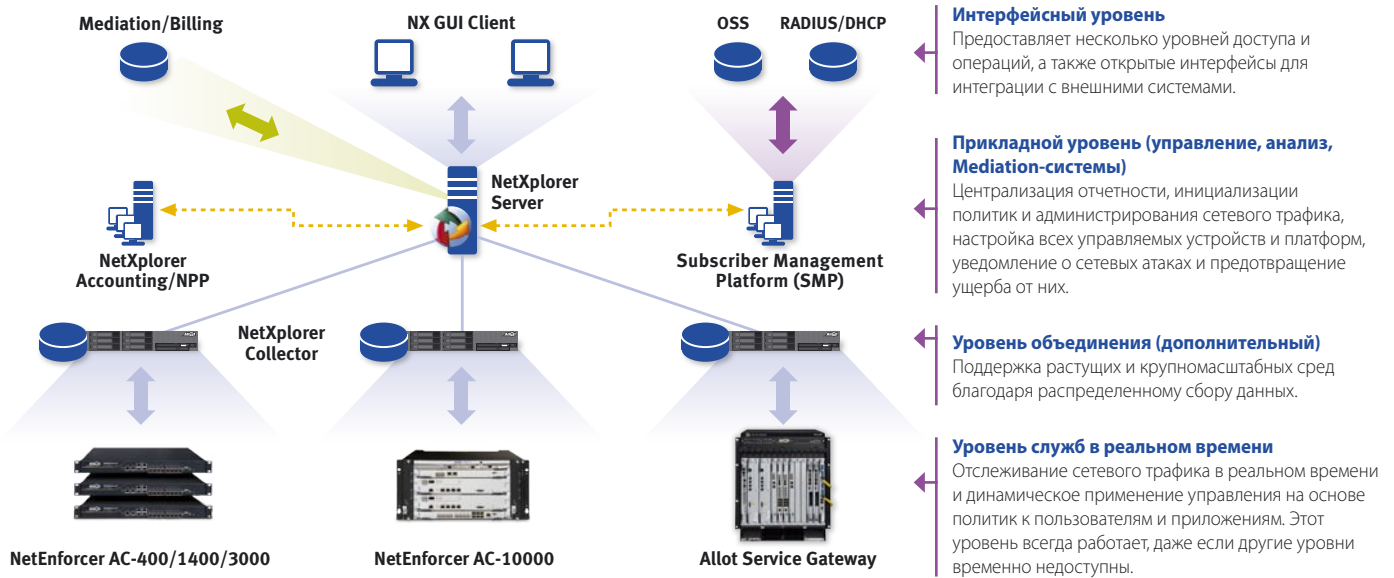 Mediation/Billing
NX GUI Client
OSS
RADIUS/DHCP
NetXplorer
Server
NetXplorer
Accounting/NPP
Subscriber Management
Platform (SMP)
NetXplorer
Collector
NetEnforcer AC-400/1400/3000
NetEnforcer AC-10000
Allot Service Gateway
Интерфейсный уровень
Предоставляет несколько уровней доступа и
операций, а также открытые интерфейсы для
интеграции с внешними системами.
Прикладной уровень (управление, анализ,
Mediation-системы)
Централизация отчетности, инициализации
политик и администрирования сетевого трафика,
настройка всех управляемых устройств и платформ,
уведомление о сетевых атаках и предотвращение
ущерба от них.
Уровень объединения (дополнительный)
Поддержка растущих и крупномасштабных сред
благодаря распределенному сбору данных.
Уровень служб в реальном времени
Отслеживание сетевого трафика в реальном времени
и динамическое применение управления на основе
политик к пользователям и приложениям. Этот
уровень всегда работает, даже если другие уровни
временно недоступны.